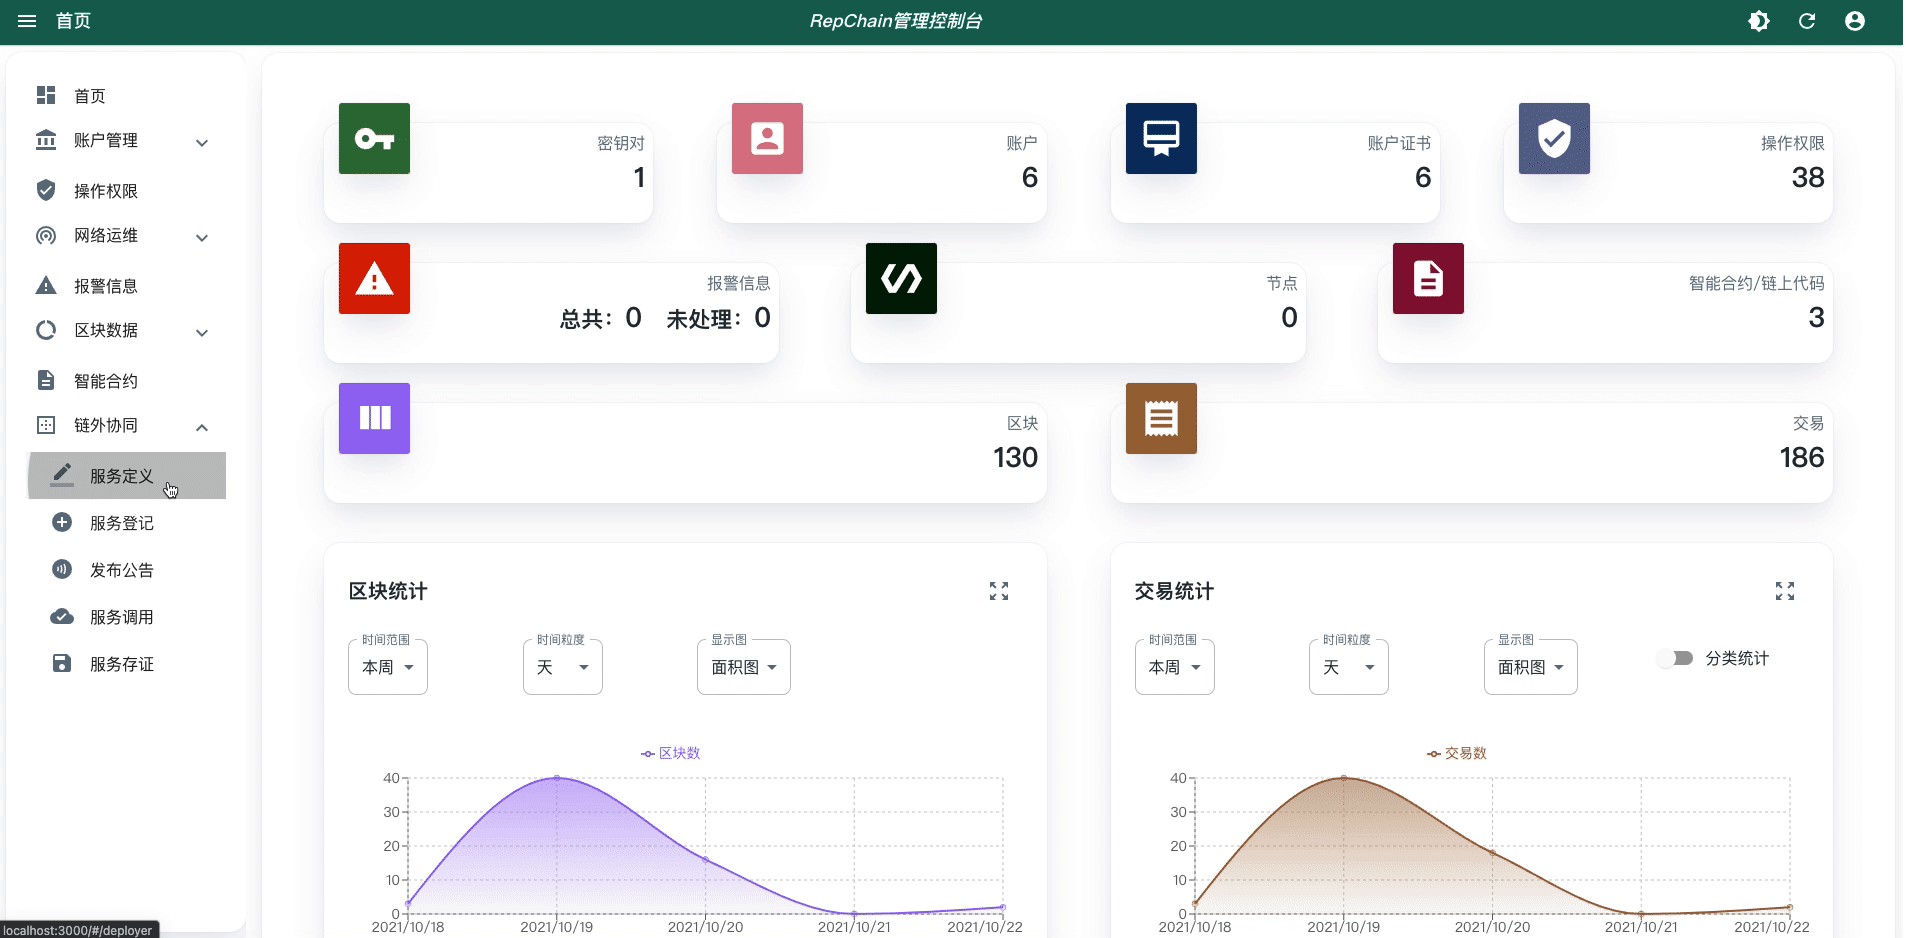 首页
RepChain管理控制台
首页
账户管理
操作权限
网络运维
报警信息
区块数据
智能合约
链外协同
服务定义
服务登记
发布公告
服务调用
服务存证
密钥对
1
账户
6
账户证书
6
操作权限
38
报警信息
总共：0 未处理：0
节点
0
智能合约/链上代码
3
区块
130
交易
186
区块统计
时间范围
本周
时间粒度
天
显示图
面积图
区块数
40
30
20
10
0
2021/10/18
2021/10/19
2021/10/20
2021/10/21
2021/10/22
交易统计
时间范围
本周
时间粒度
天
显示图
面积图
分类统计
交易数
40
30
20
10
0
2021/10/18
2021/10/19
2021/10/20
2021/10/21
2021/10/22
localhost:3000/#/deployer